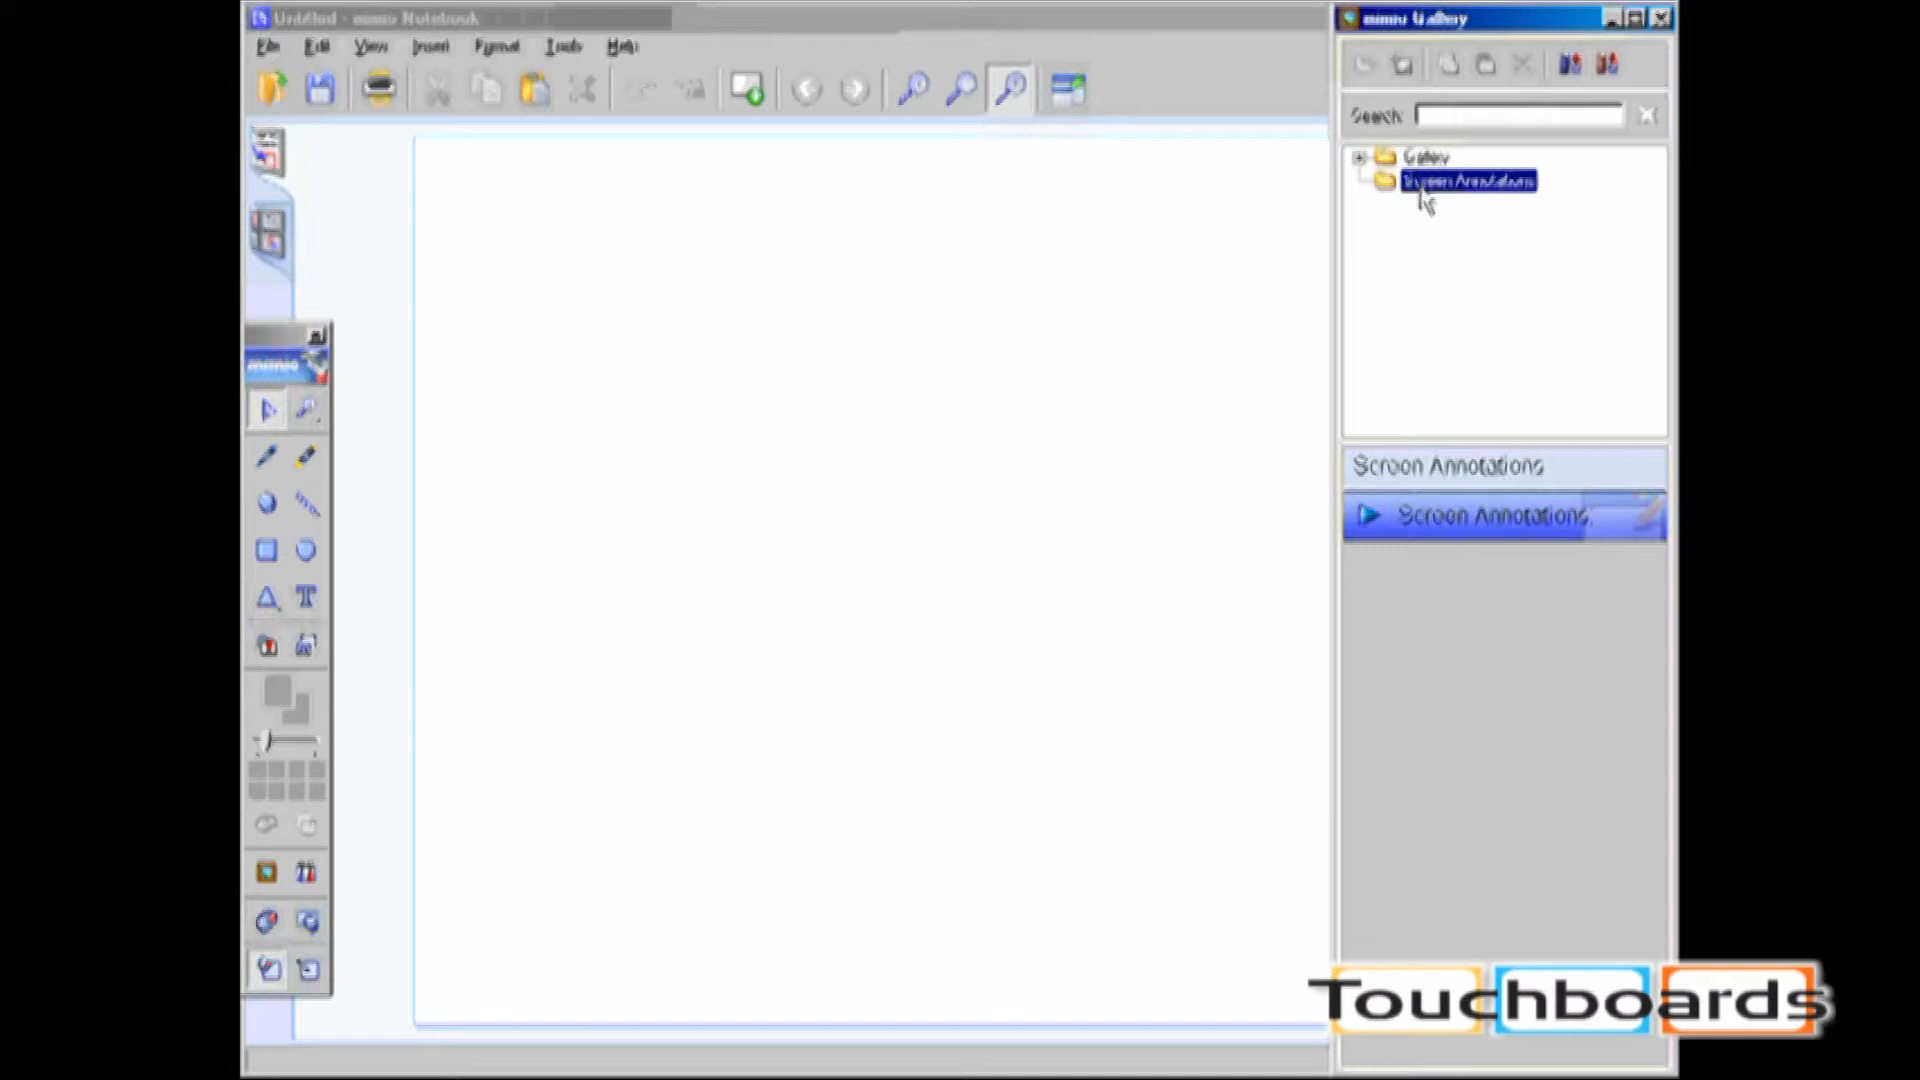 Untitled - mimio Notebook
File Edit View Insert Format Tools Help
mimio Gallery
Search:
Gallery
Screen Annotations
Screen Annotations
Screen Annotations
mimio
Touchboards